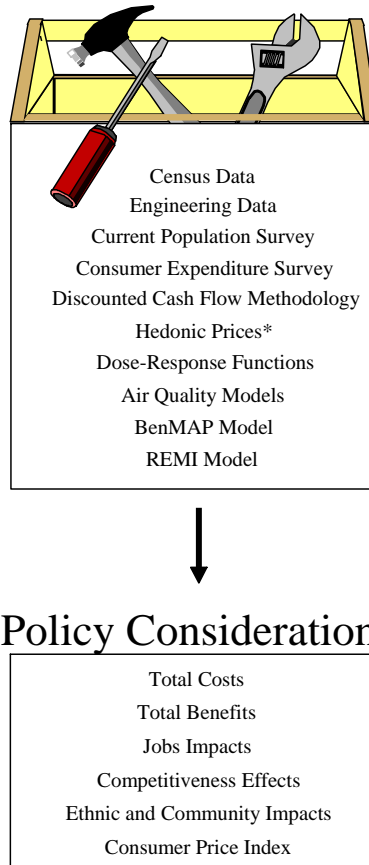 Census Data
Engineering Data
Current Population Survey
Consumer Expenditure Survey
Discounted Cash Flow Methodology
Hedonic Prices*
Dose-Response Functions
Air Quality Models
BenMAP Model
REMI Model
Policy Consideration
Total Costs
Total Benefits
Jobs Impacts
Competitiveness Effects
Ethnic and Community Impacts
Consumer Price Index